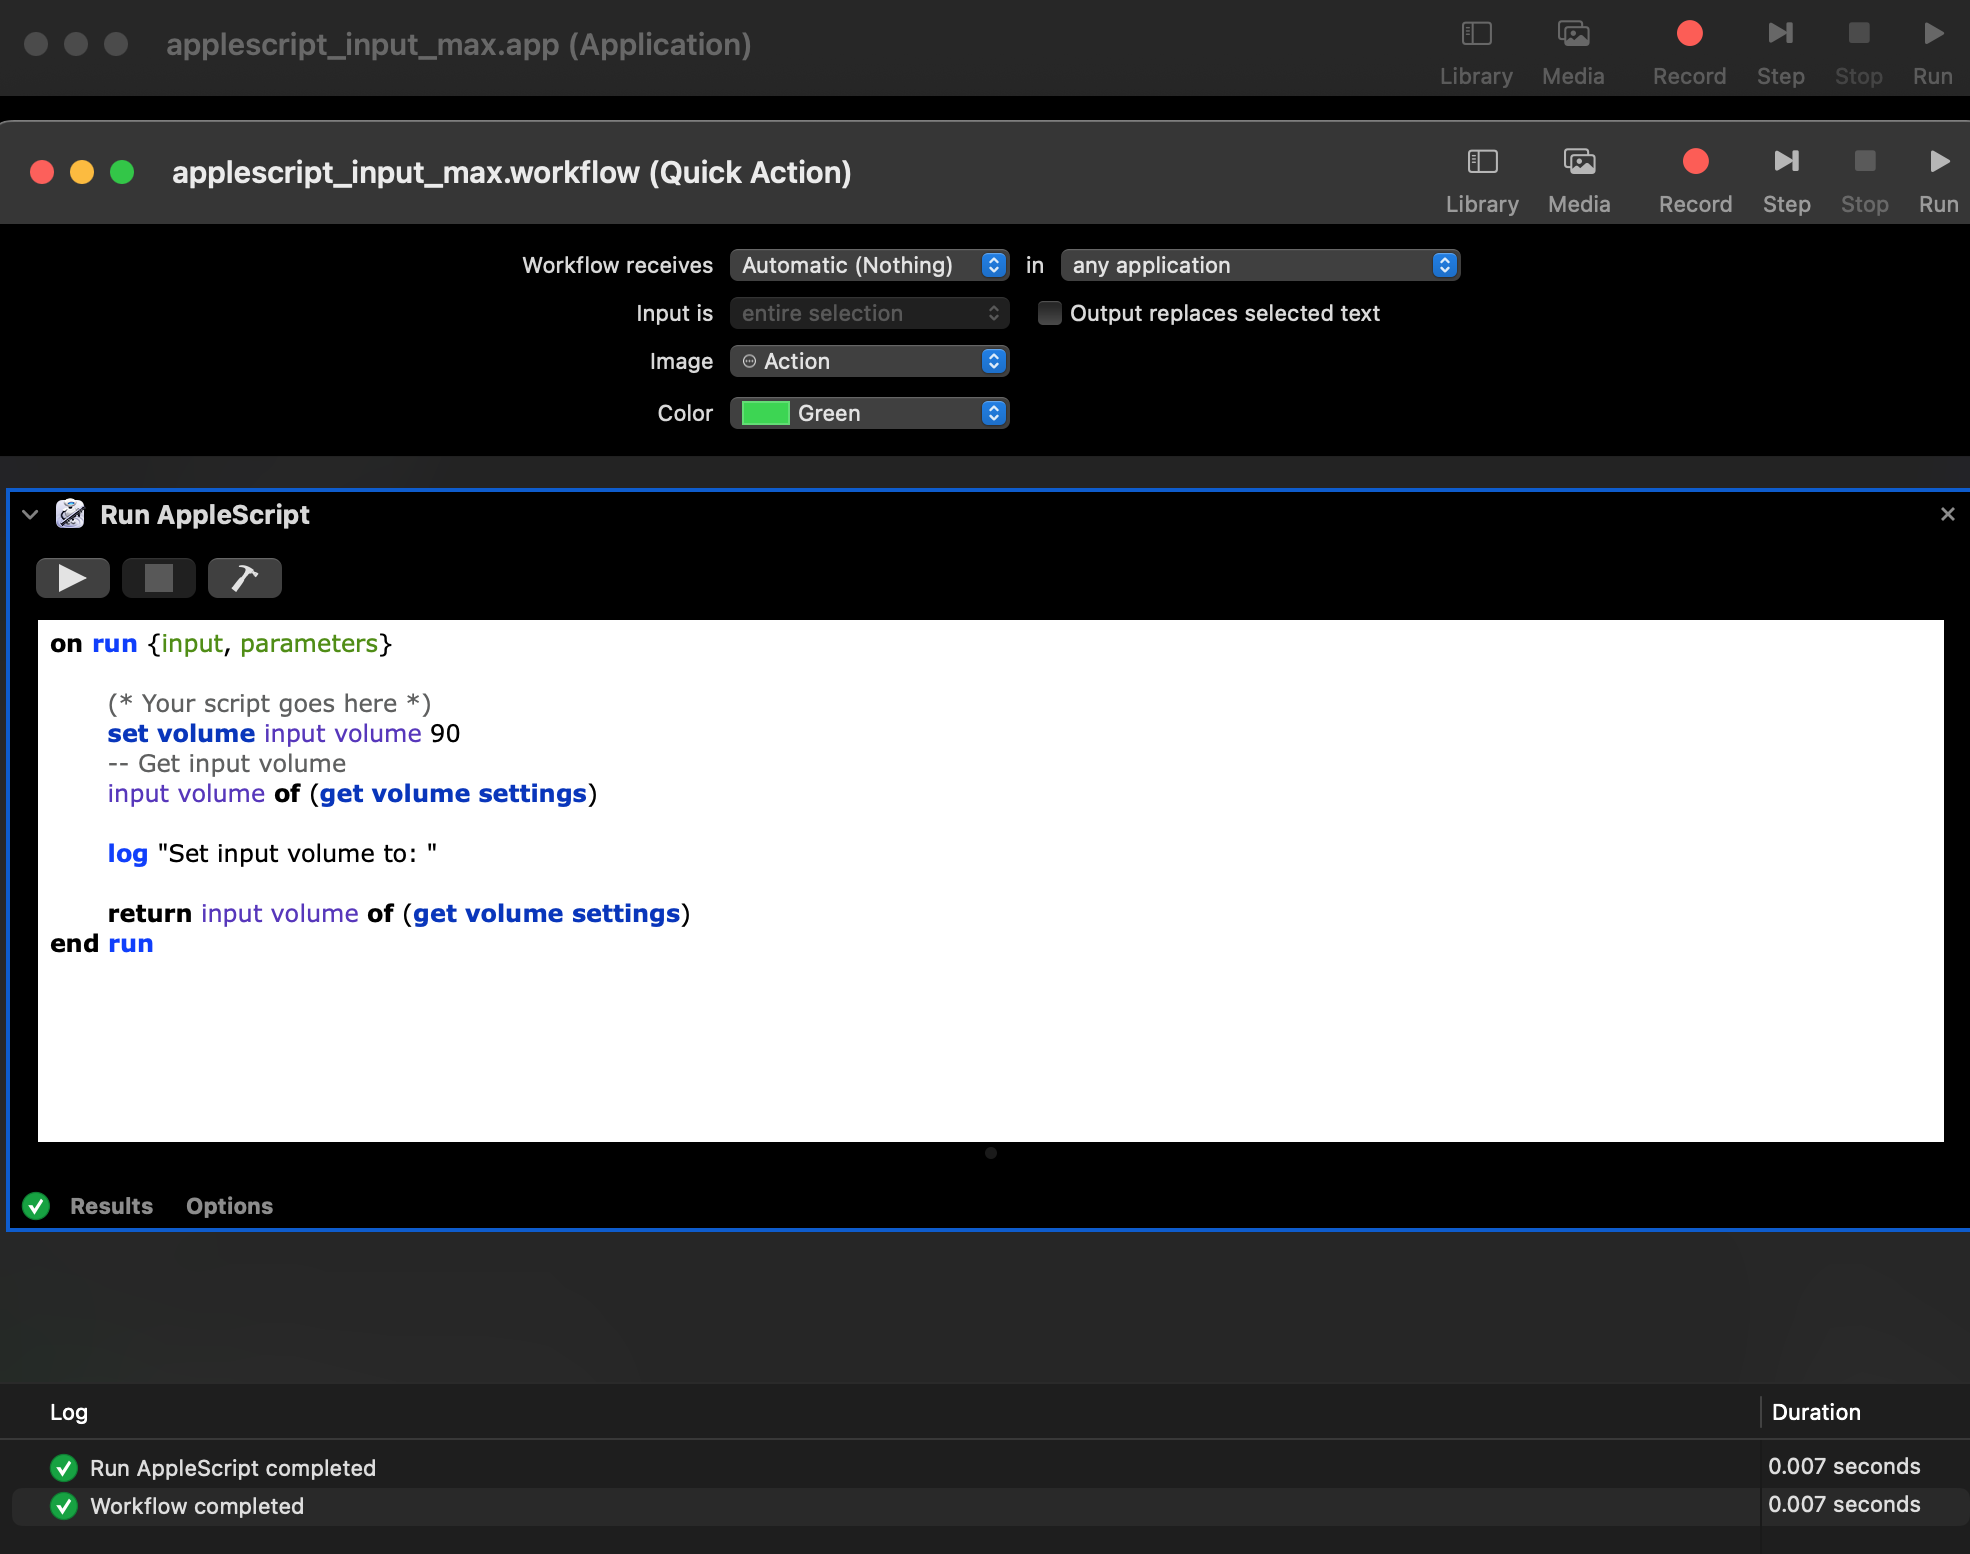 applescript_input_max.app (Application)
Library Media Record Step Stop Run
applescript_input_max.workflow (Quick Action)
Library Media Record Step Stop Run
Workflow receives Automatic (Nothing) in any application
Input is entire selection Output replaces selected text
Image Action
Color Green
Run AppleScript
on run {input, parameters}
(* Your script goes here *)
set volume input volume 90
-- Get input volume
input volume of (get volume settings)
log "Set input volume to: "
return input volume of (get volume settings)
end run
Results Options
Log Duration
Run AppleScript completed 0.007 seconds
Workflow completed 0.007 seconds